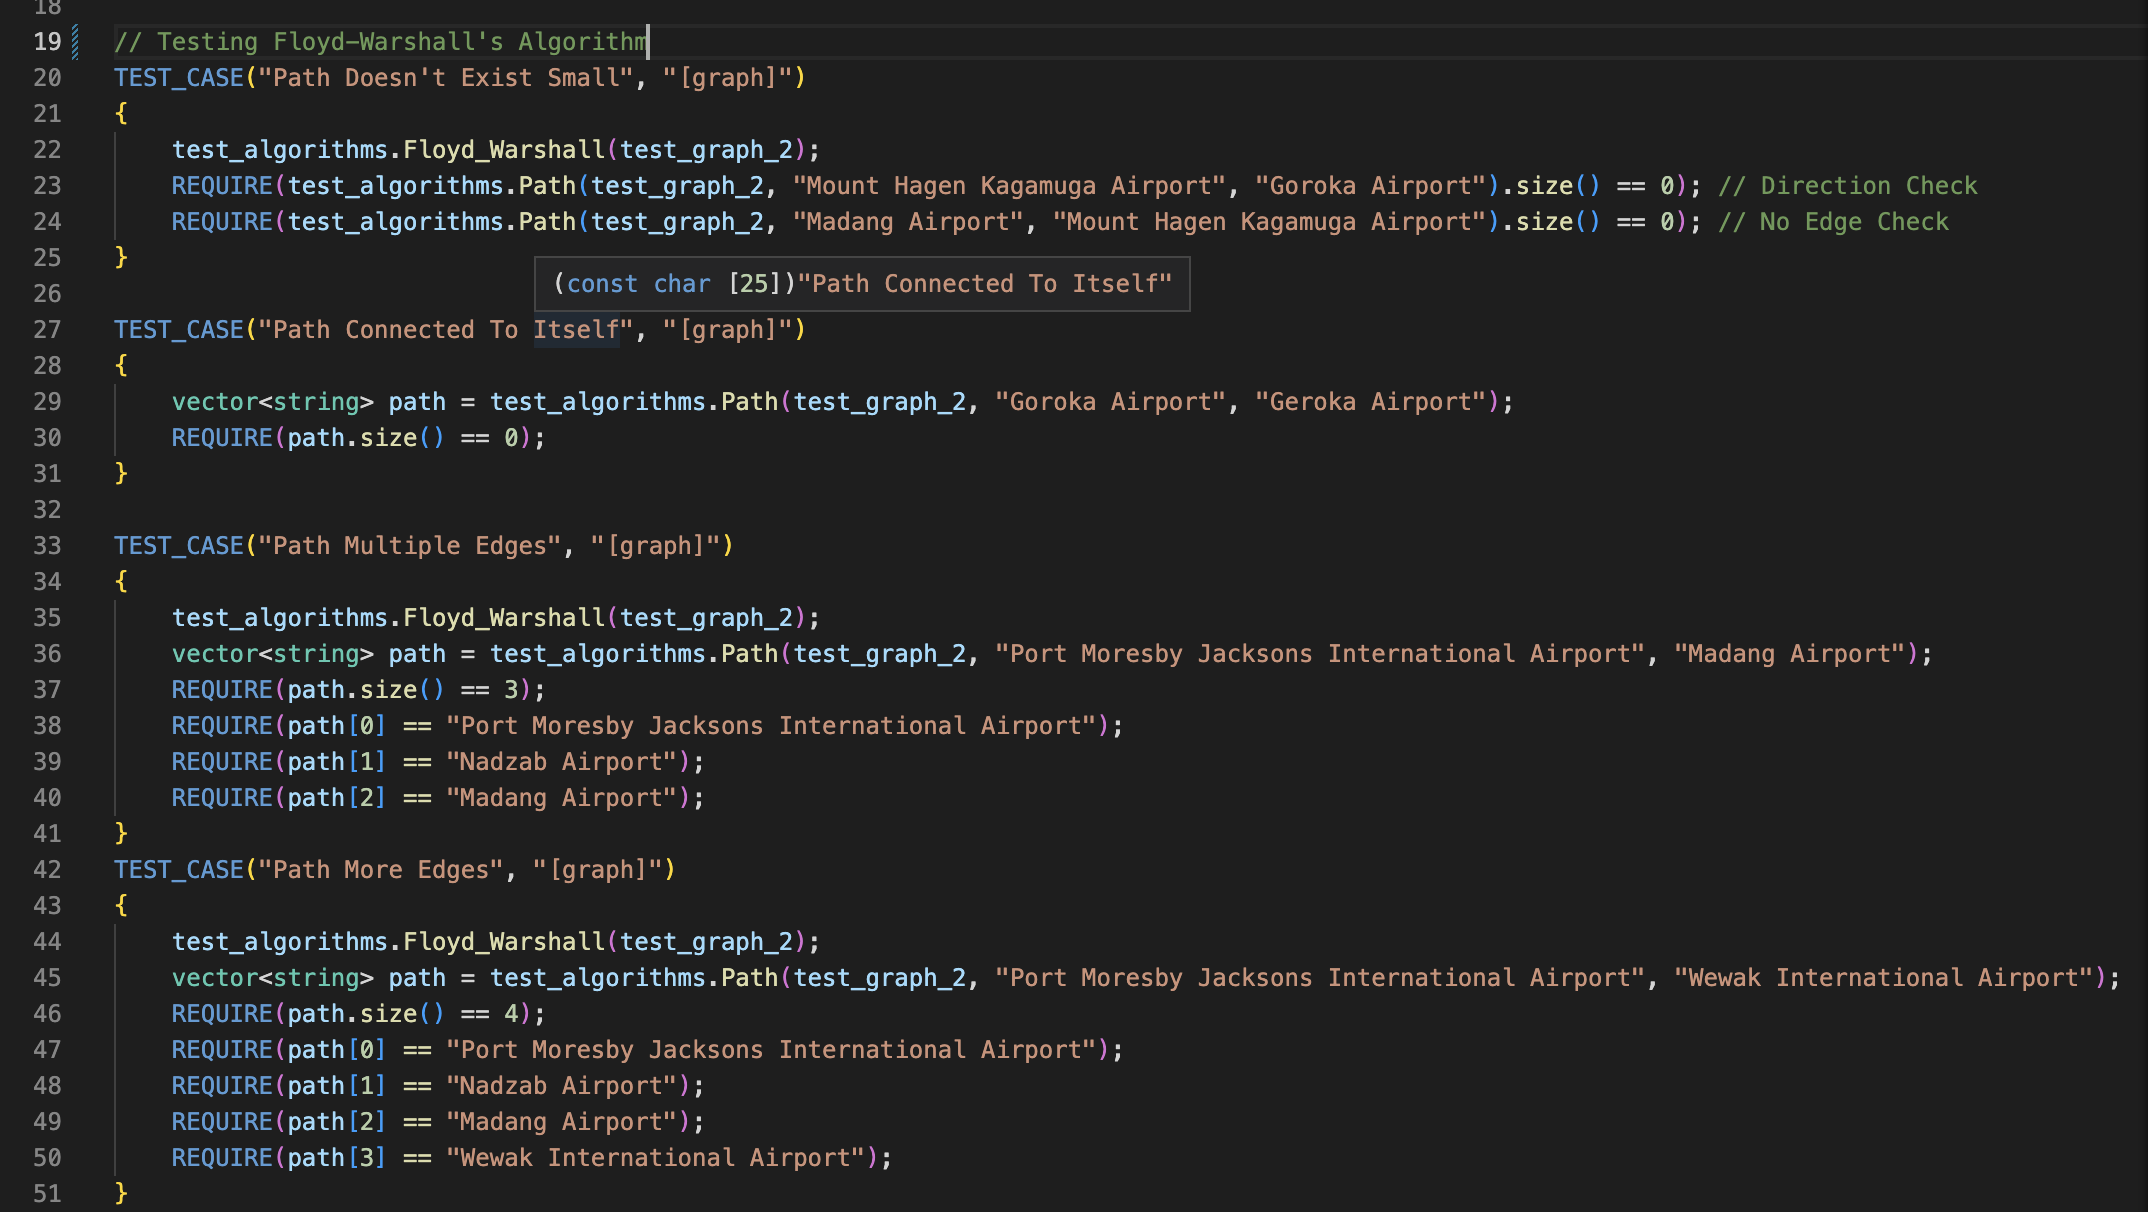 18
19 // Testing Floyd-Warshall's Algorithm
20 TEST_CASE("Path Doesn't Exist Small", "[graph]")
21 {
22 test_algorithms.Floyd_Warshall(test_graph_2);
23 REQUIRE(test_algorithms.Path(test_graph_2, "Mount Hagen Kagamuga Airport", "Goroka Airport").size() == 0); // Direction Check
24 REQUIRE(test_algorithms.Path(test_graph_2, "Madang Airport", "Mount Hagen Kagamuga Airport").size() == 0); // No Edge Check
25 }
(const char [25])"Path Connected To Itself"
26
27 TEST_CASE("Path Connected To Itself", "[graph]")
28 {
29 vector<string> path = test_algorithms.Path(test_graph_2, "Goroka Airport", "Geroka Airport");
30 REQUIRE(path.size() == 0);
31 }
32
33 TEST_CASE("Path Multiple Edges", "[graph]")
34 {
35 test_algorithms.Floyd_Warshall(test_graph_2);
36 vector<string> path = test_algorithms.Path(test_graph_2, "Port Moresby Jacksons International Airport", "Madang Airport");
37 REQUIRE(path.size() == 3);
38 REQUIRE(path[0] == "Port Moresby Jacksons International Airport");
39 REQUIRE(path[1] == "Nadzab Airport");
40 REQUIRE(path[2] == "Madang Airport");
41 }
42 TEST_CASE("Path More Edges", "[graph]")
43 {
44 test_algorithms.Floyd_Warshall(test_graph_2);
45 vector<string> path = test_algorithms.Path(test_graph_2, "Port Moresby Jacksons International Airport", "Wewak International Airport");
46 REQUIRE(path.size() == 4);
47 REQUIRE(path[0] == "Port Moresby Jacksons International Airport");
48 REQUIRE(path[1] == "Nadzab Airport");
49 REQUIRE(path[2] == "Madang Airport");
50 REQUIRE(path[3] == "Wewak International Airport");
51 }